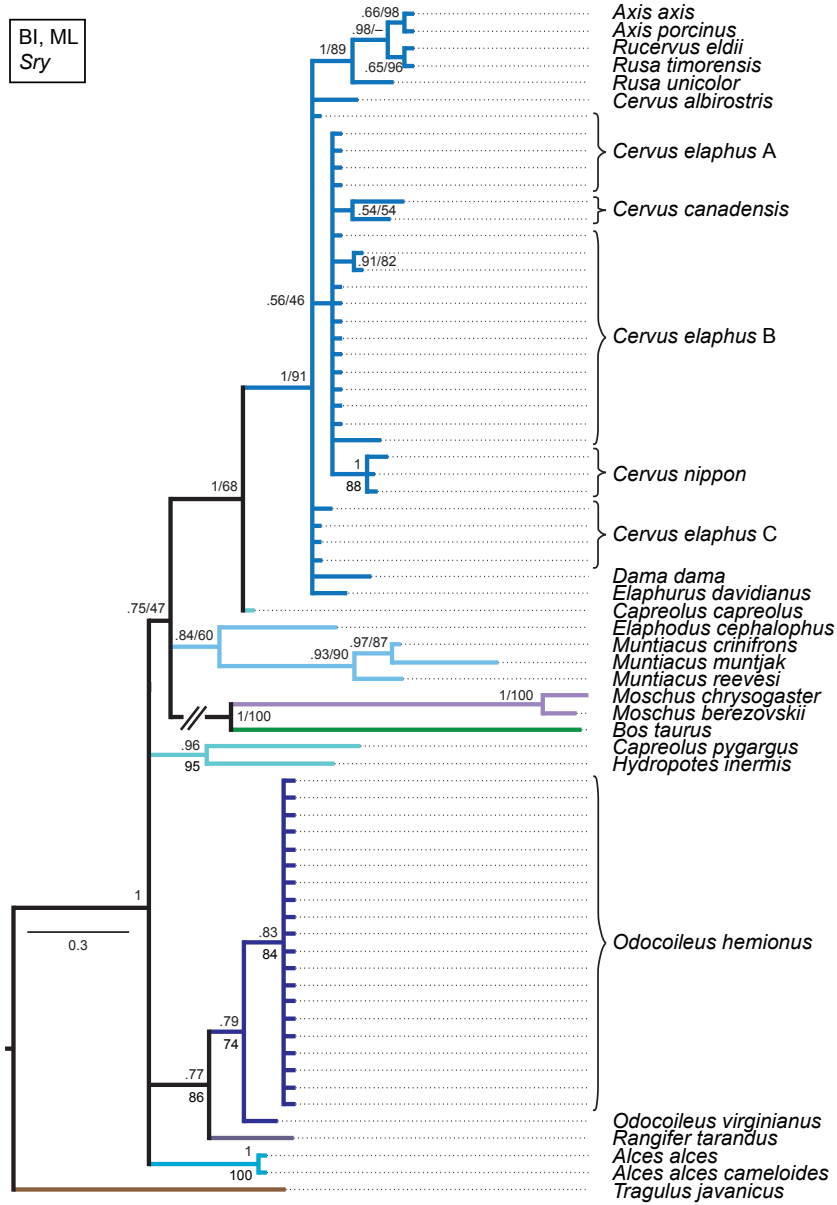 BI, ML
Sry
.66/98
.98/–
1/89
.65/96
Axis axis
Axis porcinus
Rucervus eldii
Rusa timorensis
Rusa unicolor
Cervus albirostris
Cervus elaphus A
.54/54
Cervus canadensis
.91/82
.56/46
Cervus elaphus B
1/91
1
88
Cervus nippon
1/68
Cervus elaphus C
Dama dama
Elaphurus davidianus
Capreolus capreolus
.75/47
Elaphodus cephalophus
.84/60
.97/87
.93/90
Muntiacus crinifrons
Muntiacus muntjak
Muntiacus reevesi
1/100
Moschus chrysogaster
1/100
Moschus berezovskii
Bos taurus
.96
95
Capreolus pygargus
Hydropotes inermis
1
0.3
.83
84
Odocoileus hemionus
.79
74
.77
86
Odocoileus virginianus
Rangifer tarandus
1
100
Alces alces
Alces alces cameloides
Tragulus javanicus